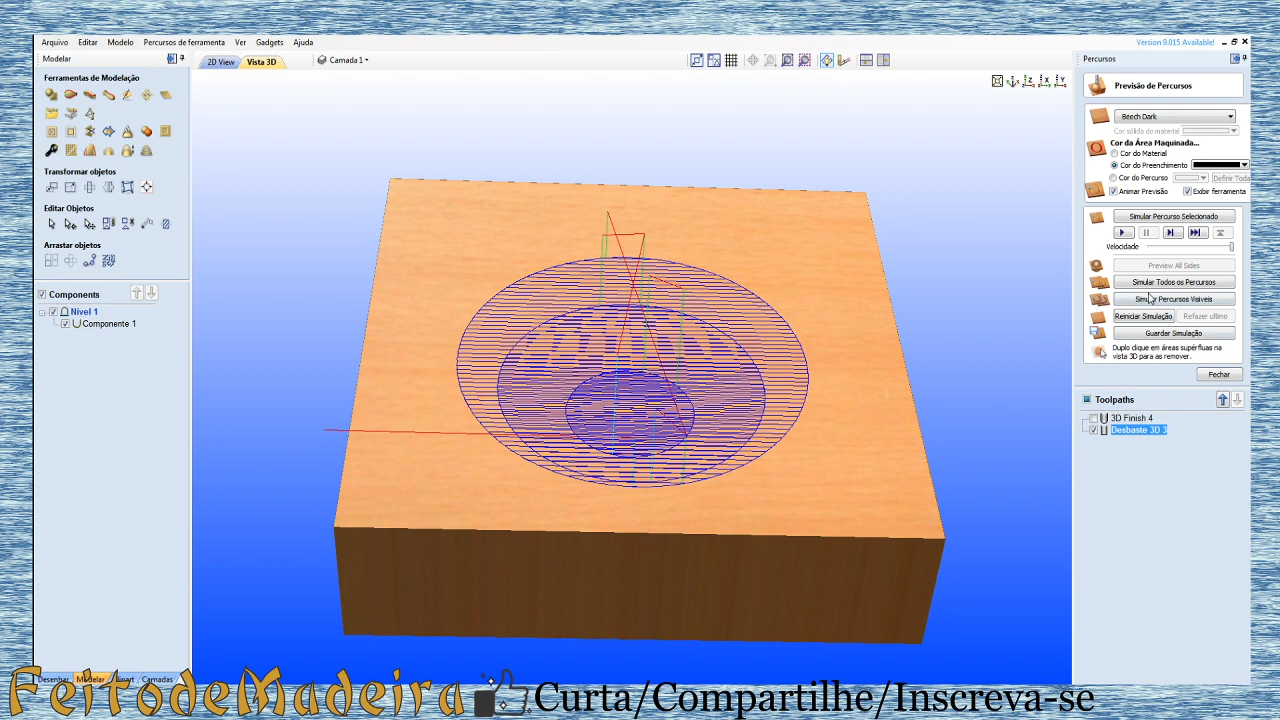 Version 9.015 Available!
Arquivo Editar Modelo Percursos de ferramenta Ver Gadgets Ajuda
Modelar
2D View Vista 3D Camada 1
Percursos
Ferramentas de Modelação
Transformar objetos
Editar Objetos
Arrastar objetos
Components
Nível 1
Componente 1
Previsão de Percursos
Beech Dark
Cor sólida do material
Cor da Área Maquinada...
Cor do Material
Cor do Preenchimento
Cor do Percurso Definir Toda
Animar Previsão Exibir ferramenta
Simular Percurso Selecionado
Velocidade
Preview All Sides
Simular Todos os Percursos
Percursos Visíveis
Reiniciar Simulação Refazer ultimo
Guardar Simulação
Duplo clique em áreas supérfluas na
vista 3D para as remover.
Fechar
Toolpaths
3D Finish 4
Desbaste 3D 3
Desenhar Modelar Camadas
FeitodeMadeira Curta/Compartilhe/Inscreva-se